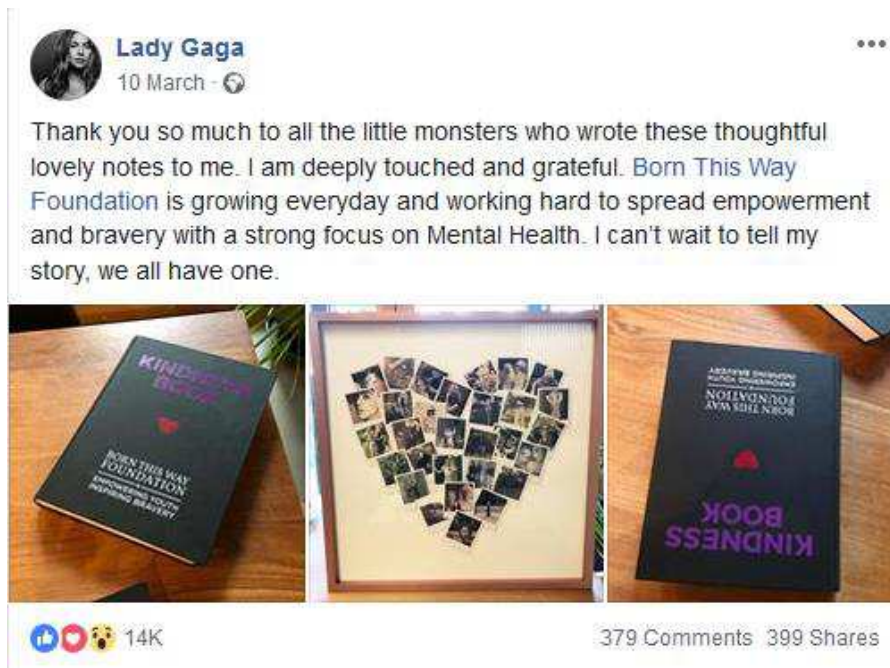 Lady Gaga
10 March
Thank you so much to all the little monsters who wrote these thoughtful
lovely notes to me. I am deeply touched and grateful. Born This Way
Foundation is growing everyday and working hard to spread empowerment
and bravery with a strong focus on Mental Health. I can't wait to tell my
story, we all have one.
KINDNESS
BOOK
BORN THIS WAY
FOUNDATION
EMPOWERING YOUTH
INSPIRING BRAVERY
KINDNESS
BOOK
BORN THIS WAY
FOUNDATION
EMPOWERING YOUTH
INSPIRING BRAVERY
14K
379 Comments 399 Shares